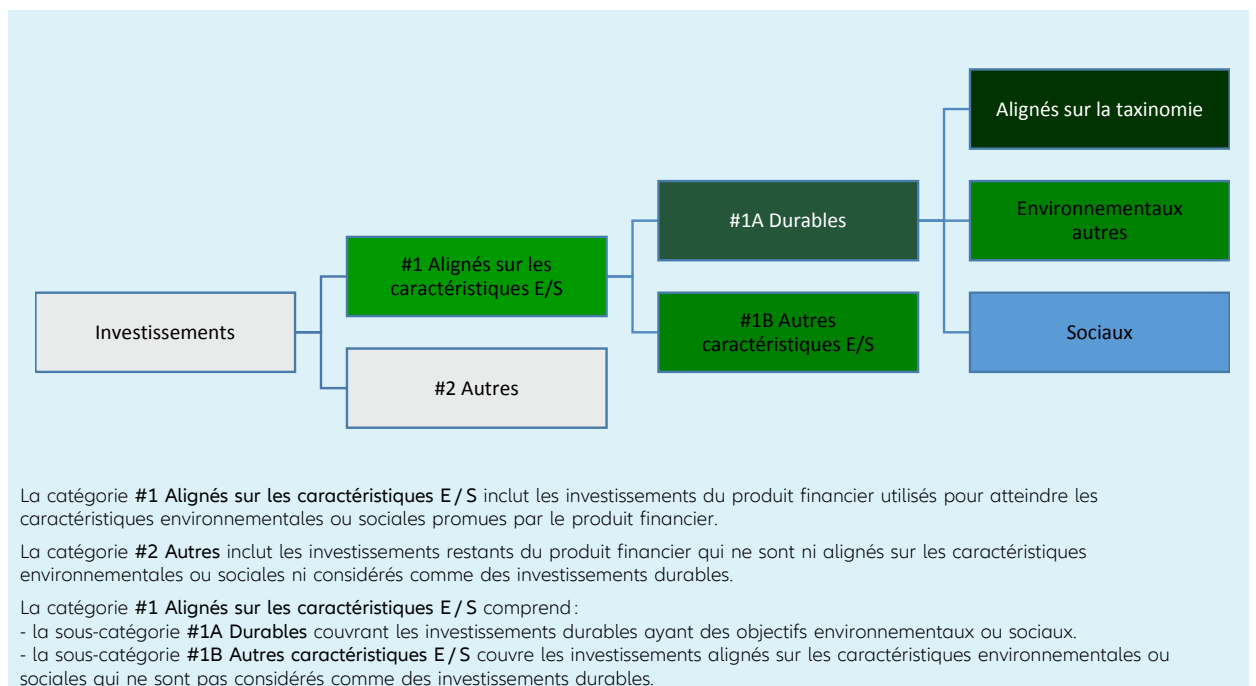 Alignés sur la taxinomie
#1A Durables
Environnementaux
autres
#1 Alignés sur les
caractéristiques E/S
Investissements
#1B Autres
caractéristiques E/S
Sociaux
#2 Autres
La catégorie #1 Alignés sur les caractéristiques E / S inclut les investissements du produit financier utilisés pour atteindre les
caractéristiques environnementales ou sociales promues par le produit financier.
La catégorie #2 Autres inclut les investissements restants du produit financier qui ne sont ni alignés sur les caractéristiques
environnementales ou sociales ni considérés comme des investissements durables.
La catégorie #1 Alignés sur les caractéristiques E / S comprend :
- la sous-catégorie #1A Durables couvrant les investissements durables ayant des objectifs environnementaux ou sociaux.
- la sous-catégorie #1B Autres caractéristiques E / S couvre les investissements alignés sur les caractéristiques environnementales ou
sociales qui ne sont pas considérés comme des investissements durables.